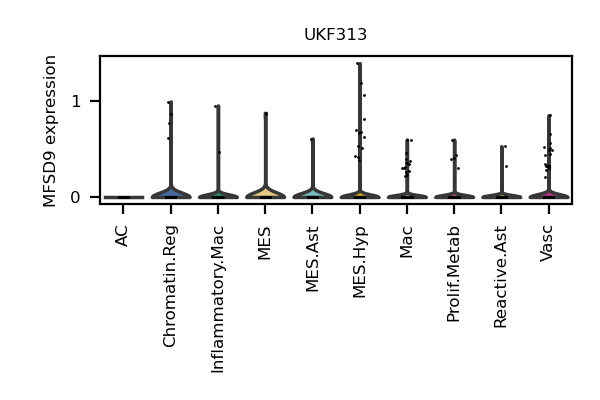 UKF313
MFSD9 expression
1
0
AC
Chromatin.Reg
Inflammatory.Mac
MES
MES.Ast
MES.Hyp
Mac
Prolif.Metab
Reactive.Ast
Vasc